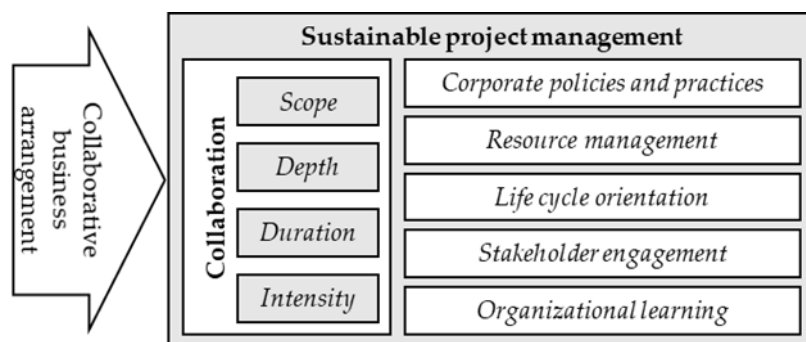 Collaborative
business
arrangement
Sustainable project management
Collaboration
Scope
Depth
Duration
Intensity
Corporate policies and practices
Resource management
Life cycle orientation
Stakeholder engagement
Organizational learning